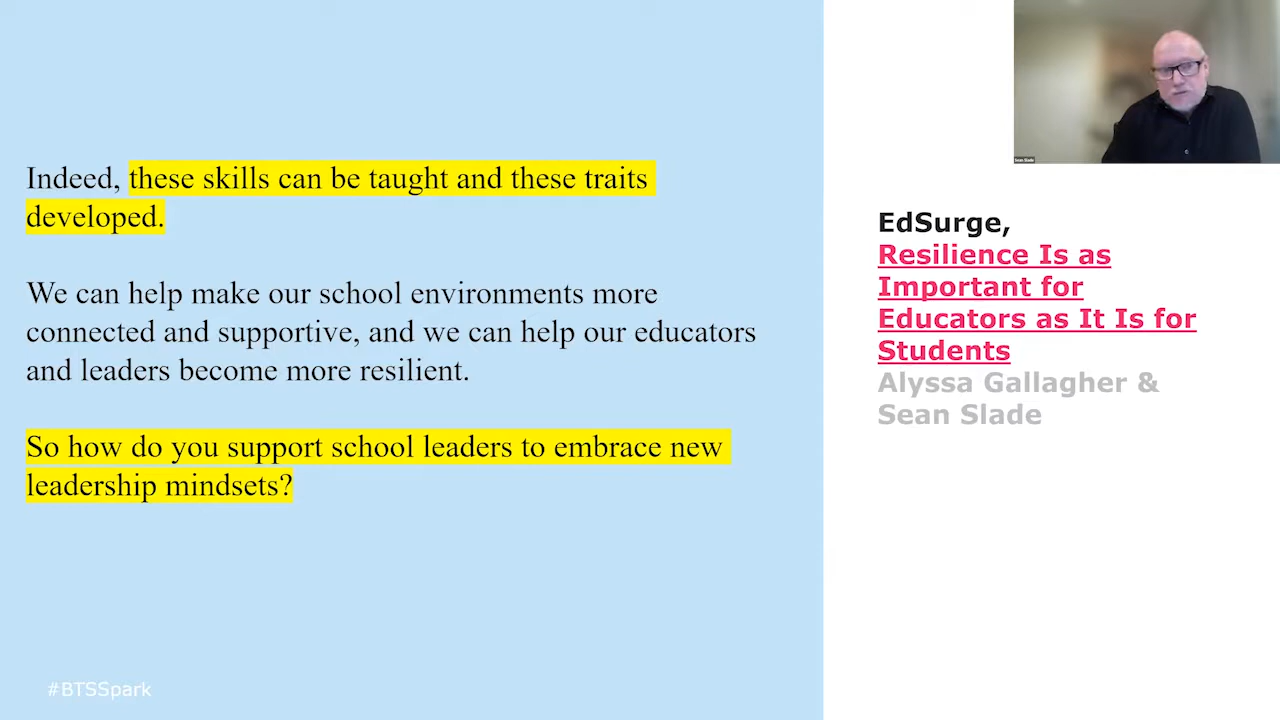 Indeed, these skills can be taught and these traits
developed.
We can help make our school environments more
connected and supportive, and we can help our educators
and leaders become more resilient.
So how do you support school leaders to embrace new
leadership mindsets?
#BTSSpark
Sean Slade
EdSurge,
Resilience Is as
Important for
Educators as It Is for
Students
Alyssa Gallagher &
Sean Slade